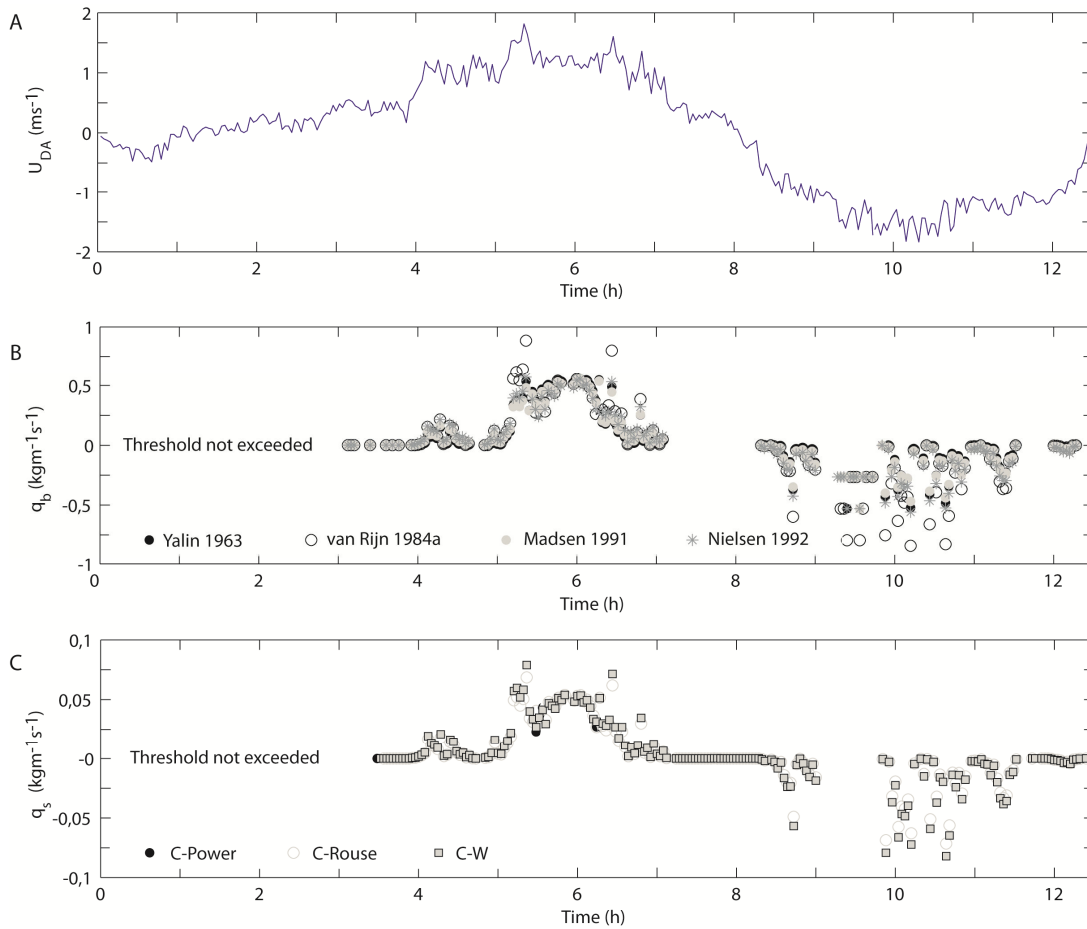 A
2
1
0
-1
-2
U_DA (ms⁻¹)
0 2 4 6 8 10 12
Time (h)
B
1
0,5
0
-0,5
-1
q_b (kgm⁻¹s⁻¹)
Threshold not exceeded
Yalin 1963 van Rijn 1984a Madsen 1991 Nielsen 1992
0 2 4 6 8 10 12
Time (h)
C
0,1
0,05
-0
-0,05
-0,1
q_s (kgm⁻¹s⁻¹)
Threshold not exceeded
C-Power C-Rouse C-W
0 2 4 6 8 10 12
Time (h)